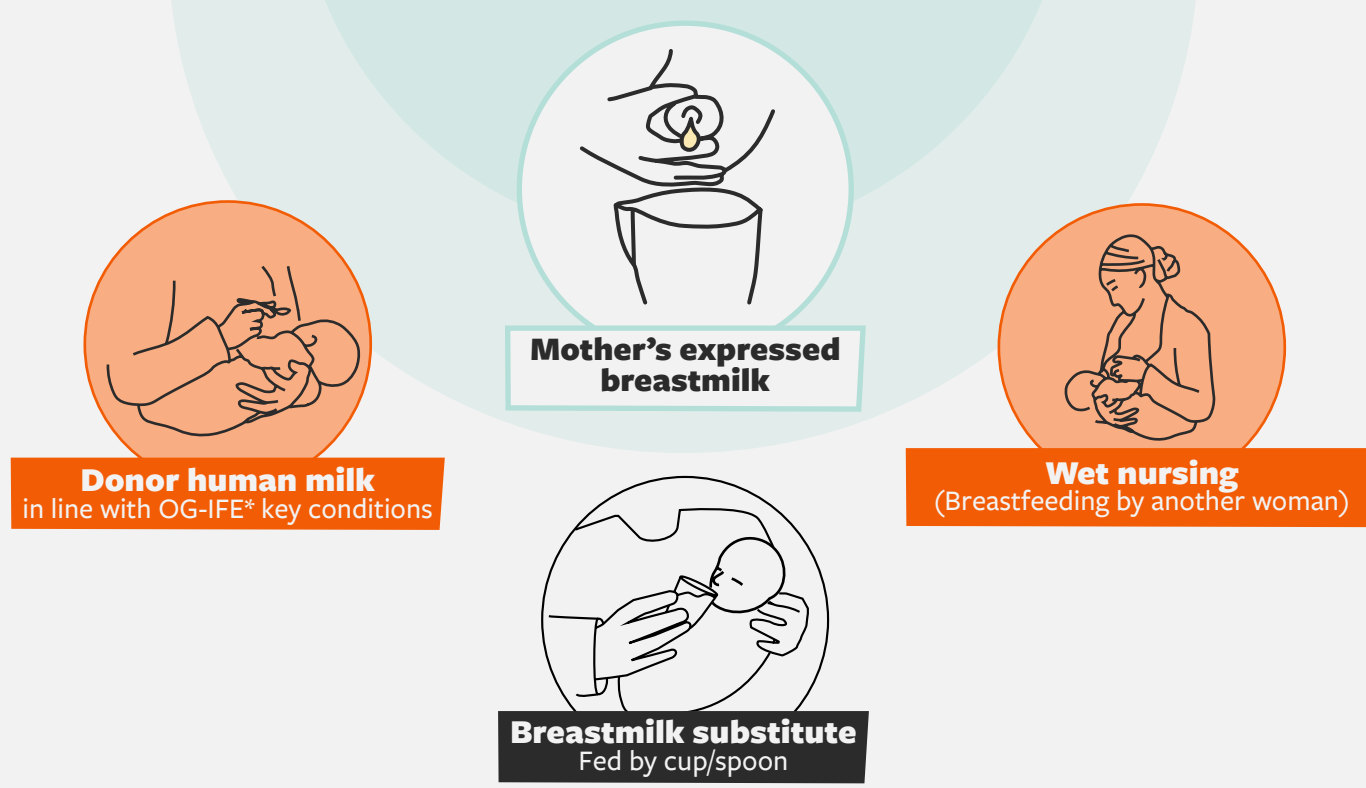 Mother’s expressed
breastmilk
Donor human milk
in line with OG-IFE* key conditions
Wet nursing
(Breastfeeding by another woman)
Breastmilk substitute
Fed by cup/spoon